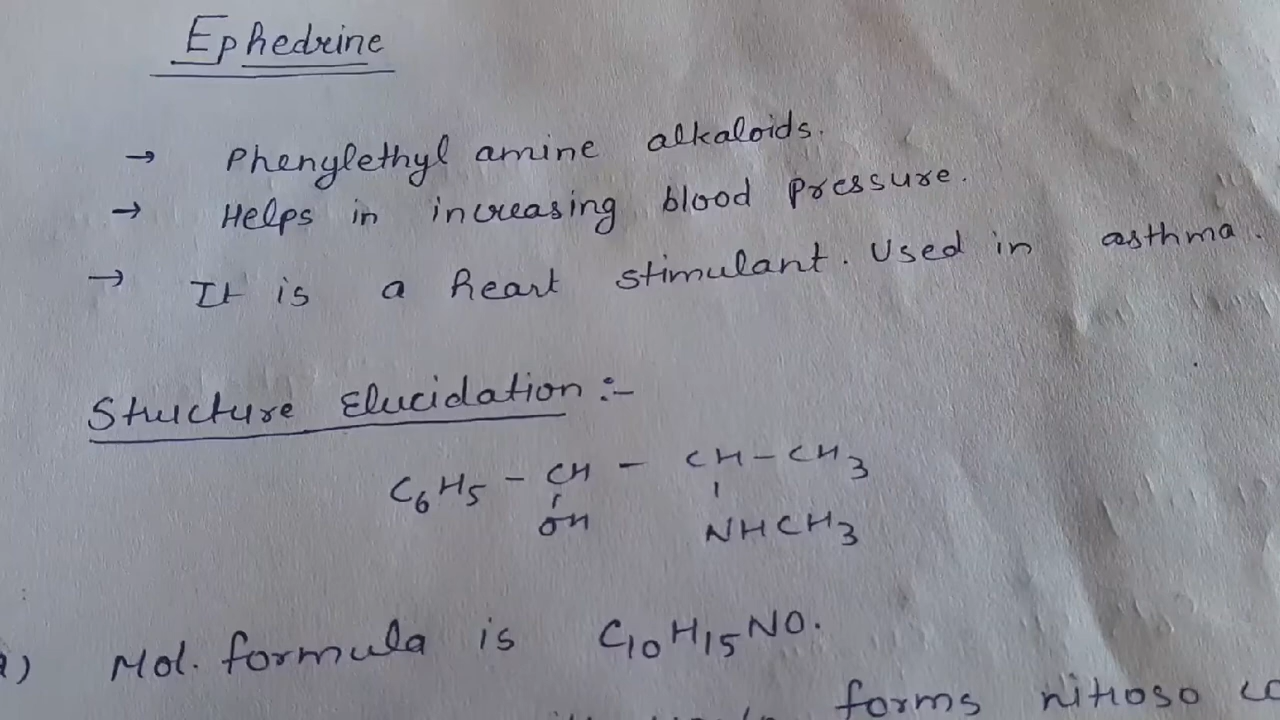 Ephedrine
→ Phenylethyl amine alkaloids.
→ Helps in increasing blood pressure.
→ It is a heart stimulant. Used in asthma.
Structure Elucidation :-
C6H5 - CH - CH - CH3
OH NHCH3
a) Mol. formula is C10H15NO.
forms nitroso